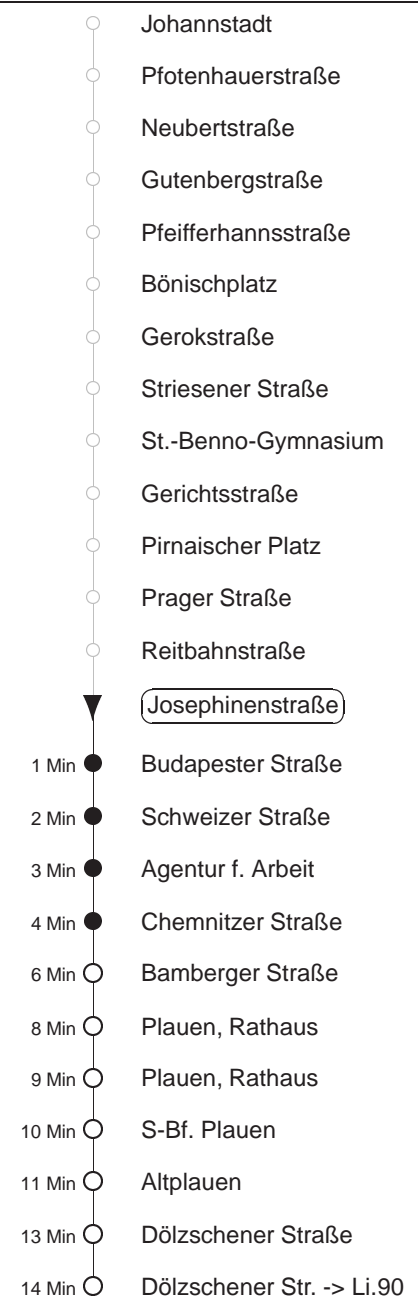 Johannstadt
Pfotenhauerstraße
Neubertstraße
Gutenbergstraße
Pfeifferhannsstraße
Bönischplatz
Gerokstraße
Striesener Straße
St.-Benno-Gymnasium
Gerichtsstraße
Pirnaischer Platz
Prager Straße
Reitbahnstraße
Josephinenstraße
1 Min Budapester Straße
2 Min Schweizer Straße
3 Min Agentur f. Arbeit
4 Min Chemnitzer Straße
6 Min Bamberger Straße
8 Min Plauen, Rathaus
9 Min Plauen, Rathaus
10 Min S-Bf. Plauen
11 Min Altplauen
13 Min Dölzschener Straße
14 Min Dölzschener Str. -> Li.90